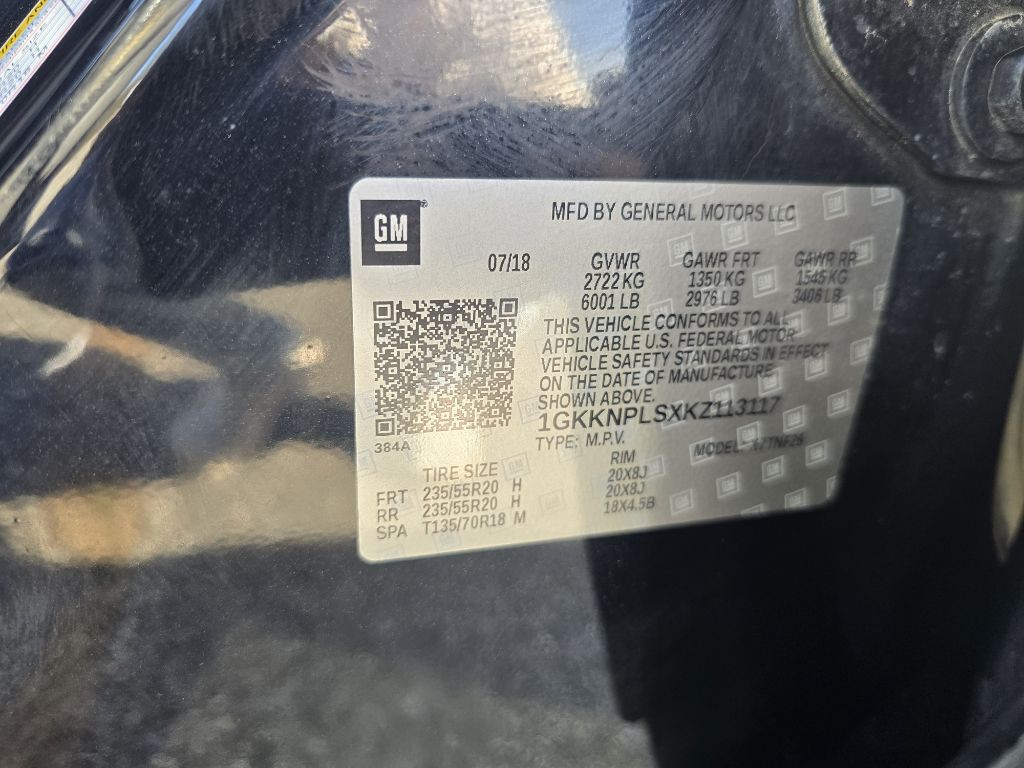 GM®
MFD BY GENERAL MOTORS LLC
07/18 GVWR GAWR FRT GAWR RR
2722 KG 1350 KG 1545 KG
6001 LB 2976 LB 3406 LB
THIS VEHICLE CONFORMS TO ALL
APPLICABLE U.S. FEDERAL MOTOR
VEHICLE SAFETY STANDARDS IN EFFECT
ON THE DATE OF MANUFACTURE
SHOWN ABOVE.
1GKKNPLSXKZ113117
384A
TYPE: M.P.V. MODEL:
TIRE SIZE RIM
FRT 235/55R20 H 20X8J
RR 235/55R20 H 20X8J
SPA T135/70R18 M 18X4.5B